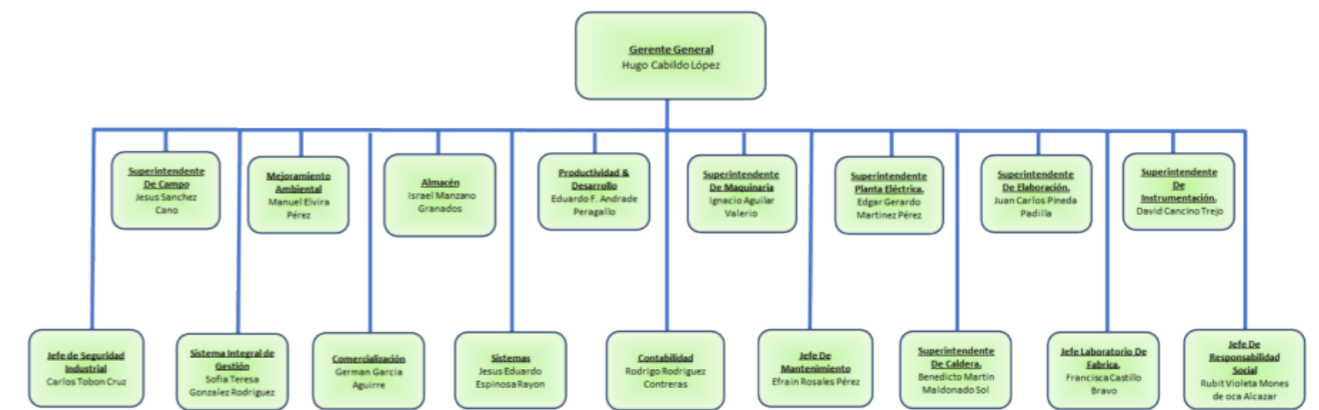 Gerente General
Hugo Cabildo López
Superintendente
De Campo
Jesus Sanchez
Cano
Mejoramiento
Ambiental
Manuel Elvira
Pérez
Almacén
Israel Manzano
Granados
Productividad &
Desarrollo
Eduardo F. Andrade
Peragallo
Superintendente
De Maquinaria
Ignacio Aguilar
Valerio
Superintendente
Planta Eléctrica.
Edgar Gerardo
Martinez Pérez
Superintendente
De Elaboración.
Juan Carlos Pineda
Padilla
Superintendente
De
Instrumentación.
David Cancino Trejo
Jefe de Seguridad
Industrial
Carlos Tobon Cruz
Sistema Integral de
Gestión
Sofia Teresa
Gonzalez Rodriguez
Comercialización
German Garcia
Aguirre
Sistemas
Jesus Eduardo
Espinosa Rayon
Contabilidad
Rodrigo Rodriguez
Contreras
Jefe De
Mantenimiento
Efrain Rosales Pérez
Superintendente
De Caldera.
Benedicto Martin
Maldonado Sol
Jefe Laboratorio De
Fabrica.
Francisca Castillo
Bravo
Jefe De
Responsabilidad
Social
Rubit Violeta Mones
de oca Alcazar